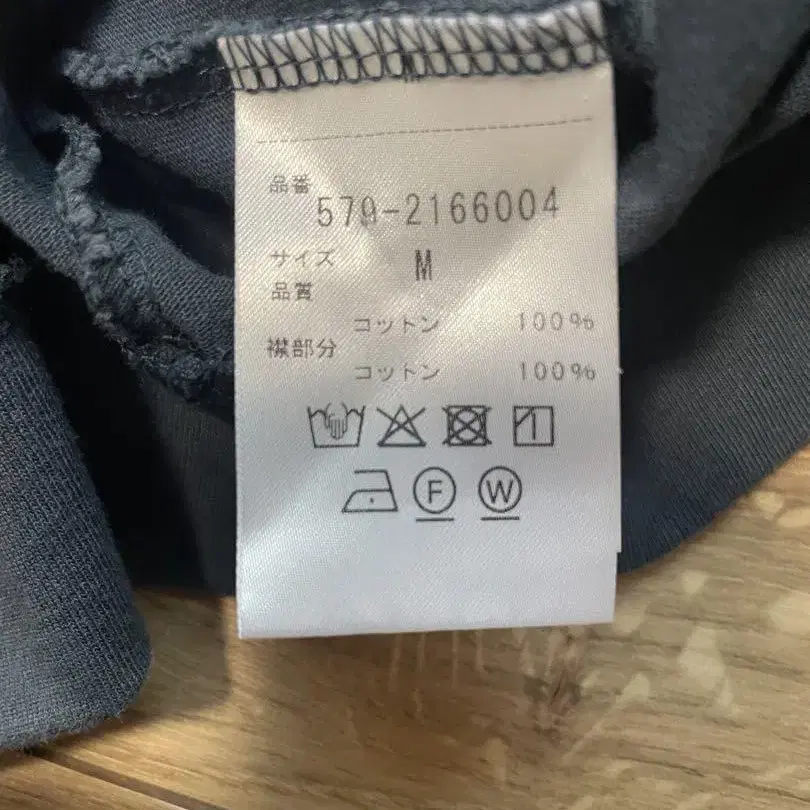 品番
579-2166004
サイズ M
品質
コットン 100%
襟部分
コットン 100%
F W